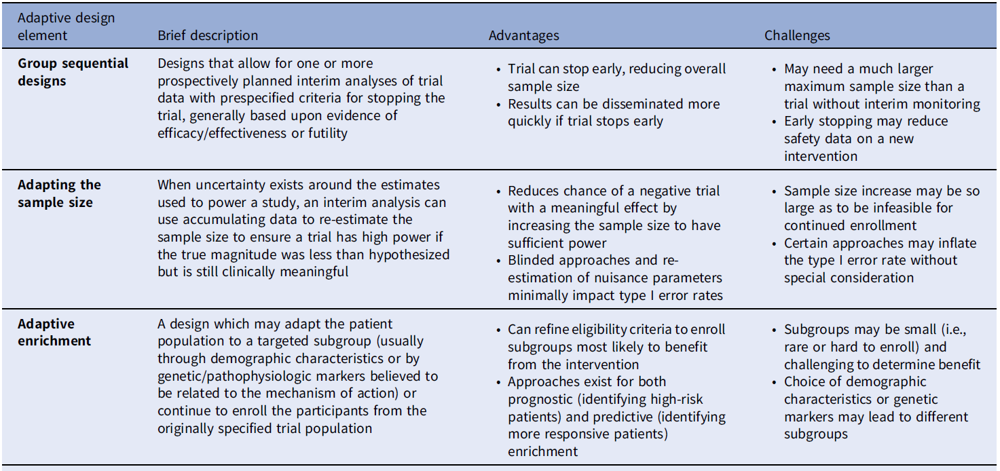 Adaptive design
element
Brief description
Advantages
Challenges
Group sequential
designs
Designs that allow for one or more
prospectively planned interim analyses of trial
data with prespecified criteria for stopping the
trial, generally based upon evidence of
efficacy/effectiveness or futility
• Trial can stop early, reducing overall
sample size
• Results can be disseminated more
quickly if trial stops early
• May need a much larger
maximum sample size than a
trial without interim monitoring
• Early stopping may reduce
safety data on a new
intervention
Adapting the
sample size
When uncertainty exists around the estimates
used to power a study, an interim analysis can
use accumulating data to re-estimate the
sample size to ensure a trial has high power if
the true magnitude was less than hypothesized
but is still clinically meaningful
• Reduces chance of a negative trial
with a meaningful effect by
increasing the sample size to have
sufficient power
• Blinded approaches and re-
estimation of nuisance parameters
minimally impact type I error rates
• Sample size increase may be so
large as to be infeasible for
continued enrollment
• Certain approaches may inflate
the type I error rate without
special consideration
Adaptive
enrichment
A design which may adapt the patient
population to a targeted subgroup (usually
through demographic characteristics or by
genetic/pathophysiologic markers believed to
be related to the mechanism of action) or
continue to enroll the participants from the
originally specified trial population
• Can refine eligibility criteria to enroll
subgroups most likely to benefit
from the intervention
• Approaches exist for both
prognostic (identifying high-risk
patients) and predictive (identifying
more responsive patients)
enrichment
• Subgroups may be small (i.e.,
rare or hard to enroll) and
challenging to determine benefit
• Choice of demographic
characteristics or genetic
markers may lead to different
subgroups